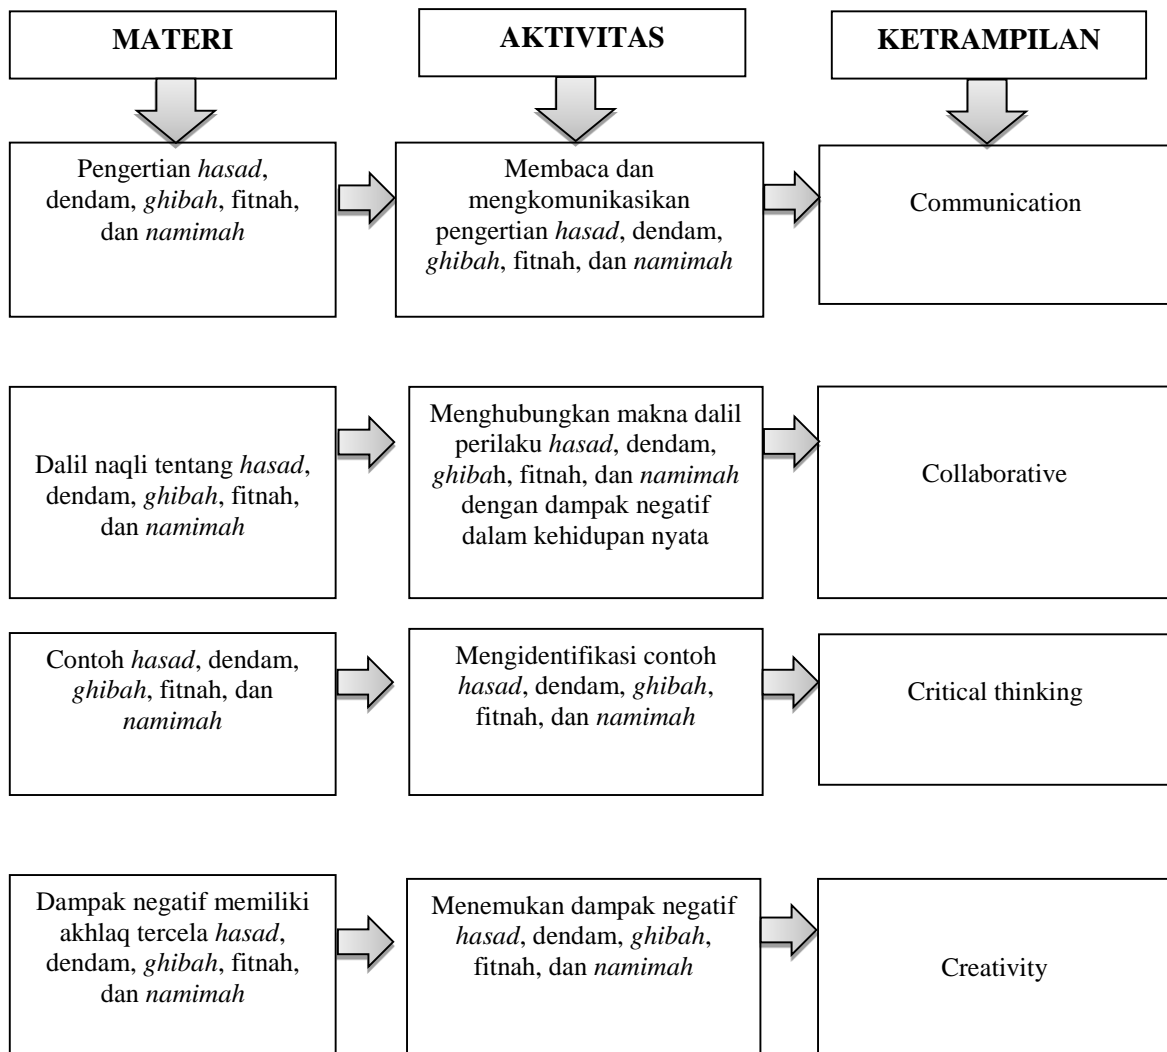 MATERI
AKTIVITAS
KETRAMPILAN
Pengertian hasad,
dendam, ghibah, fitnah,
dan namimah
Membaca dan
mengkomunikasikan
pengertian hasad, dendam,
ghibah, fitnah, dan namimah
Communication
Dalil naqli tentang hasad,
dendam, ghibah, fitnah,
dan namimah
Menghubungkan makna dalil
perilaku hasad, dendam,
ghibah, fitnah, dan namimah
dengan dampak negatif
dalam kehidupan nyata
Collaborative
Contoh hasad, dendam,
ghibah, fitnah, dan
namimah
Mengidentifikasi contoh
hasad, dendam, ghibah,
fitnah, dan namimah
Critical thinking
Dampak negatif memiliki
akhlaq tercela hasad,
dendam, ghibah, fitnah,
dan namimah
Menemukan dampak negatif
hasad, dendam, ghibah,
fitnah, dan namimah
Creativity